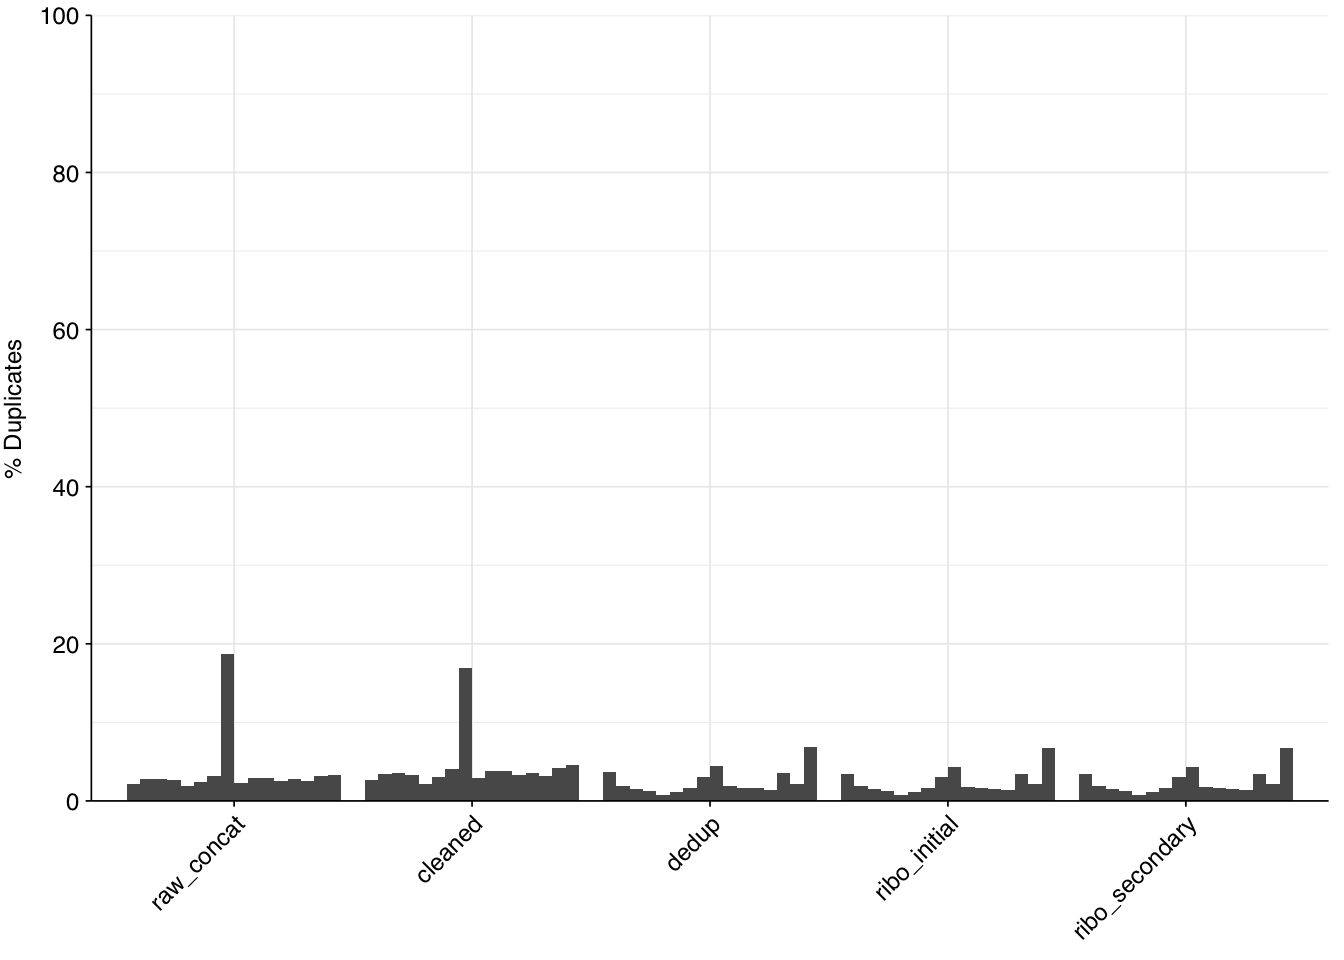 % Duplicates
100
80
60
40
20
0
raw_concat
cleaned
dedup
ribo_initial
ribo_secondary